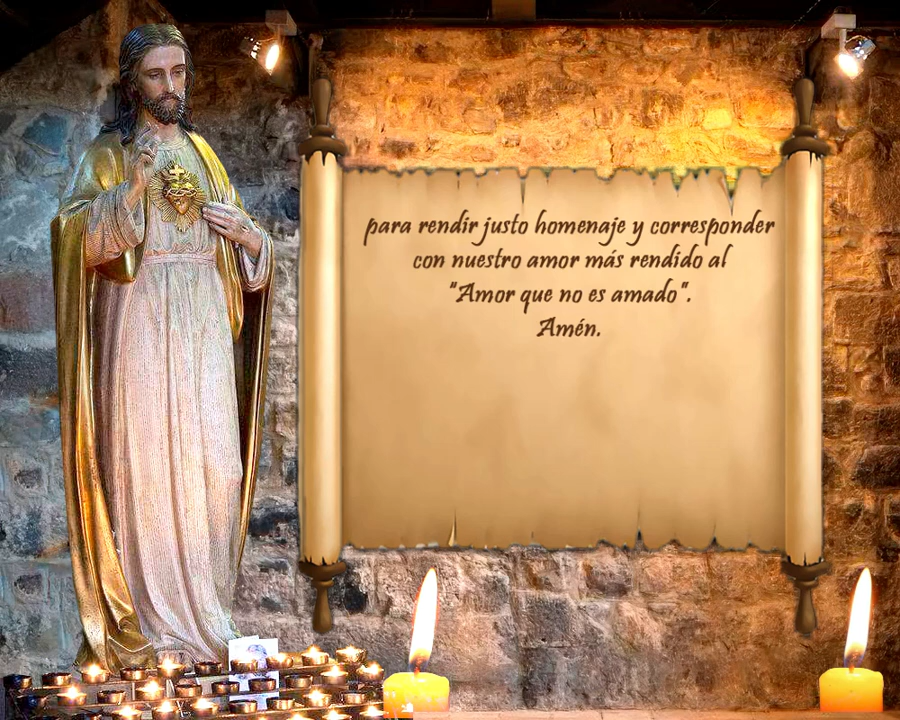 para rendir justo homenaje y corresponder
con nuestro amor más rendido al
"Amor que no es amado".
Amén.